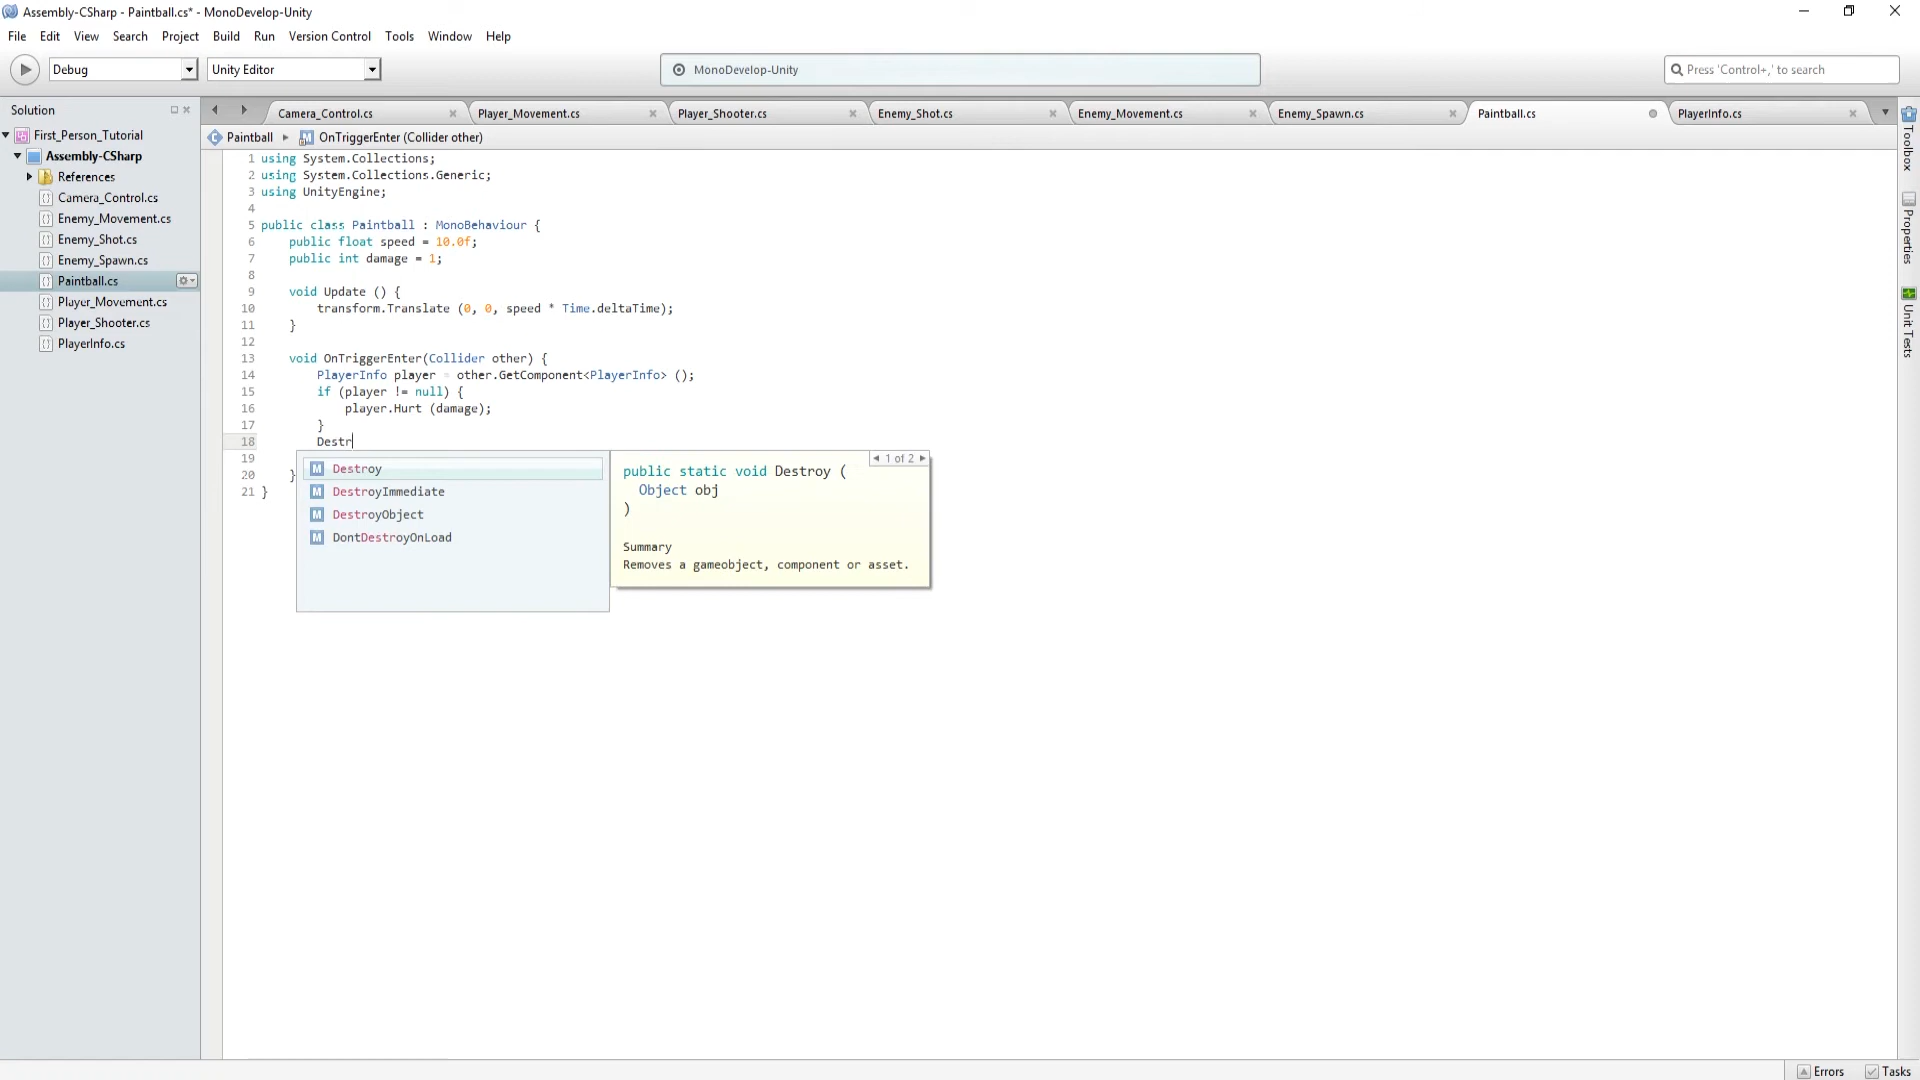 Assembly-CSharp - Paintball.cs* - MonoDevelop-Unity
File Edit View Search Project Build Run Version Control Tools Window Help
Debug Unity Editor MonoDevelop-Unity Press 'Control+,' to search
Solution
Camera_Control.cs Player_Movement.cs Player_Shooter.cs Enemy_Shot.cs Enemy_Movement.cs Enemy_Spawn.cs Paintball.cs PlayerInfo.cs
Paintball OnTriggerEnter (Collider other)
First_Person_Tutorial
Assembly-CSharp
References
Camera_Control.cs
Enemy_Movement.cs
Enemy_Shot.cs
Enemy_Spawn.cs
Paintball.cs
Player_Movement.cs
Player_Shooter.cs
PlayerInfo.cs
1 using System.Collections;
2 using System.Collections.Generic;
3 using UnityEngine;
4
5 public class Paintball : MonoBehaviour {
6 public float speed = 10.0f;
7 public int damage = 1;
8
9 void Update () {
10 transform.Translate (0, 0, speed * Time.deltaTime);
11 }
12
13 void OnTriggerEnter(Collider other) {
14 PlayerInfo player = other.GetComponent<PlayerInfo> ();
15 if (player != null) {
16 player.Hurt (damage);
17 }
18 Destr
19
20 }
21 }
Destroy
DestroyImmediate
DestroyObject
DontDestroyOnLoad
1 of 2
public static void Destroy (
Object obj
)
Summary
Removes a gameobject, component or asset.
Toolbox
Properties
Unit Tests
Errors Tasks